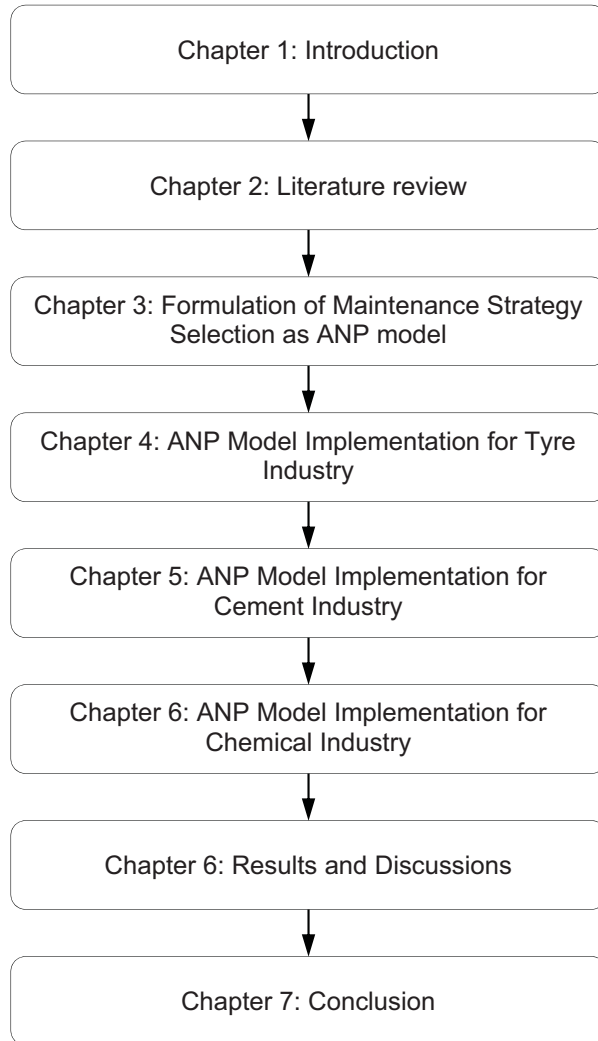 Chapter 1: Introduction
Chapter 2: Literature review
Chapter 3: Formulation of Maintenance Strategy
Selection as ANP model
Chapter 4: ANP Model Implementation for Tyre
Industry
Chapter 5: ANP Model Implementation for
Cement Industry
Chapter 6: ANP Model Implementation for
Chemical Industry
Chapter 6: Results and Discussions
Chapter 7: Conclusion